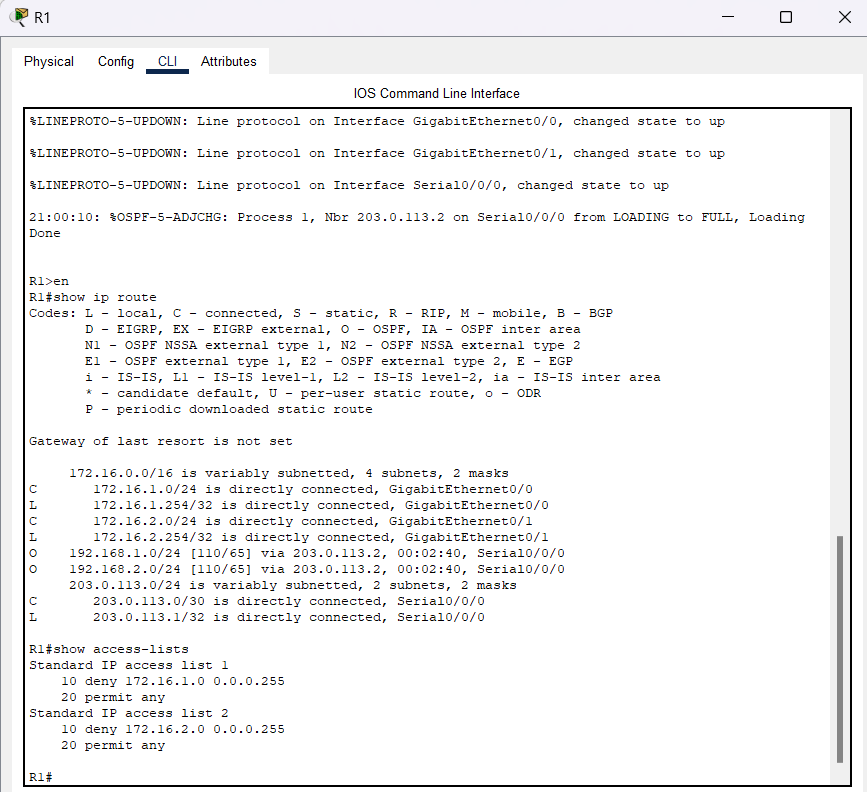 R1
Physical Config CLI Attributes
IOS Command Line Interface
%LINEPROTO-5-UPDOWN: Line protocol on Interface GigabitEthernet0/0, changed state to up
%LINEPROTO-5-UPDOWN: Line protocol on Interface GigabitEthernet0/1, changed state to up
%LINEPROTO-5-UPDOWN: Line protocol on Interface Serial0/0/0, changed state to up
21:00:10: %OSPF-5-ADJCHG: Process 1, Nbr 203.0.113.2 on Serial0/0/0 from LOADING to FULL, Loading
Done
R1>en
R1#show ip route
Codes: L - local, C - connected, S - static, R - RIP, M - mobile, B - BGP
D - EIGRP, EX - EIGRP external, O - OSPF, IA - OSPF inter area
N1 - OSPF NSSA external type 1, N2 - OSPF NSSA external type 2
E1 - OSPF external type 1, E2 - OSPF external type 2, E - EGP
i - IS-IS, L1 - IS-IS level-1, L2 - IS-IS level-2, ia - IS-IS inter area
* - candidate default, U - per-user static route, o - ODR
P - periodic downloaded static route
Gateway of last resort is not set
172.16.0.0/16 is variably subnetted, 4 subnets, 2 masks
C 172.16.1.0/24 is directly connected, GigabitEthernet0/0
L 172.16.1.254/32 is directly connected, GigabitEthernet0/0
C 172.16.2.0/24 is directly connected, GigabitEthernet0/1
L 172.16.2.254/32 is directly connected, GigabitEthernet0/1
O 192.168.1.0/24 [110/65] via 203.0.113.2, 00:02:40, Serial0/0/0
O 192.168.2.0/24 [110/65] via 203.0.113.2, 00:02:40, Serial0/0/0
203.0.113.0/24 is variably subnetted, 2 subnets, 2 masks
C 203.0.113.0/30 is directly connected, Serial0/0/0
L 203.0.113.1/32 is directly connected, Serial0/0/0
R1#show access-lists
Standard IP access list 1
10 deny 172.16.1.0 0.0.0.255
20 permit any
Standard IP access list 2
10 deny 172.16.2.0 0.0.0.255
20 permit any
R1#